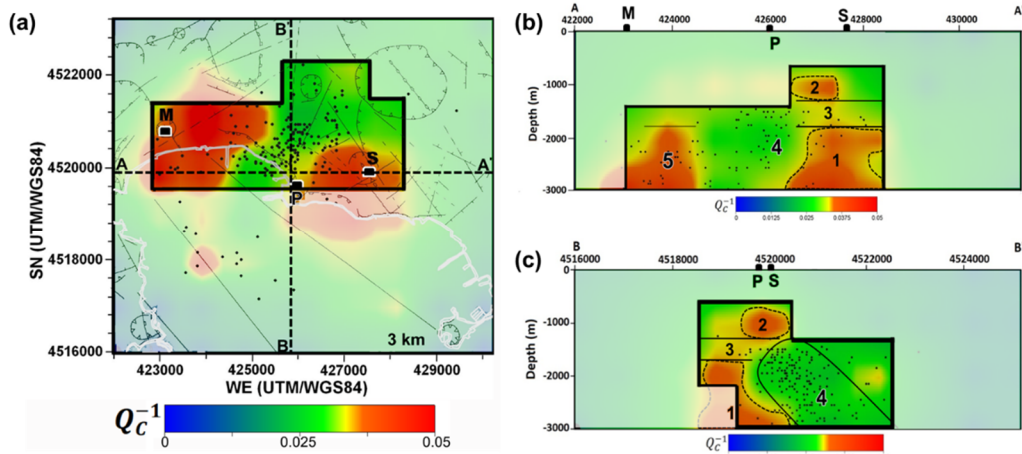 (a)
B
4522000
M
4520000
A
A'
S
P
SN (UTM/WGS84)
4518000
4516000
B'
3 km
423000 425000 427000 429000
WE (UTM/WGS84)
Q_C^-1
0 0.025 0.05
(b)
A A
422000 M 424000 426000 S 428000 430000
P
0
-1000
-2000
-3000
Depth (m)
2
3
4
1
5
Q_C^-1
0 0.0125 0.025 0.0375 0.05
(c)
B B
4516000 4518000 4520000 4522000 4524000
P S
0
-1000
-2000
-3000
Depth (m)
2
3
4
1
Q_C^-1